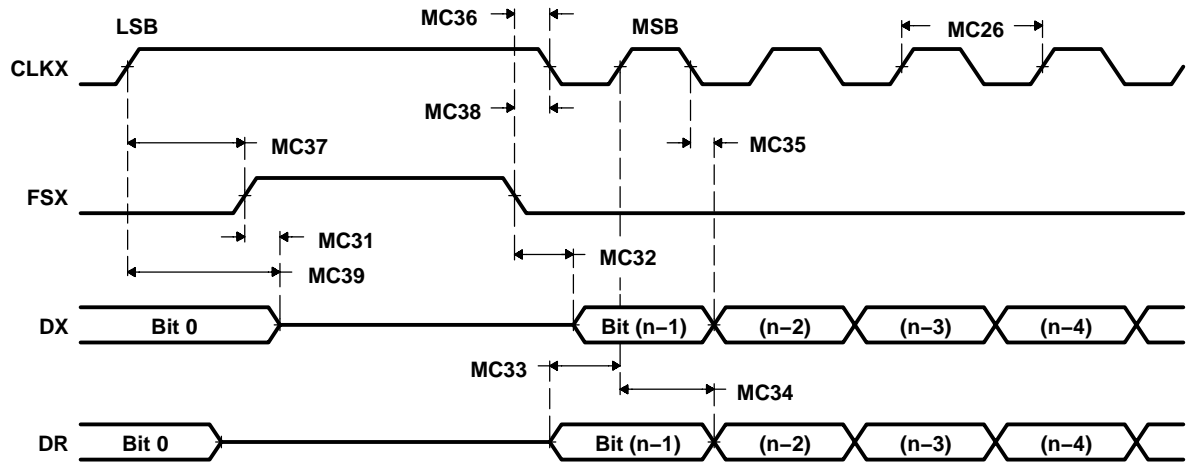 LSB
MC36
MSB
MC26
CLKX
MC38
MC37
MC35
FSX
MC31
MC32
MC39
DX
Bit 0
Bit (n−1)
(n−2)
(n−3)
(n−4)
MC33
MC34
DR
Bit 0
Bit (n−1)
(n−2)
(n−3)
(n−4)